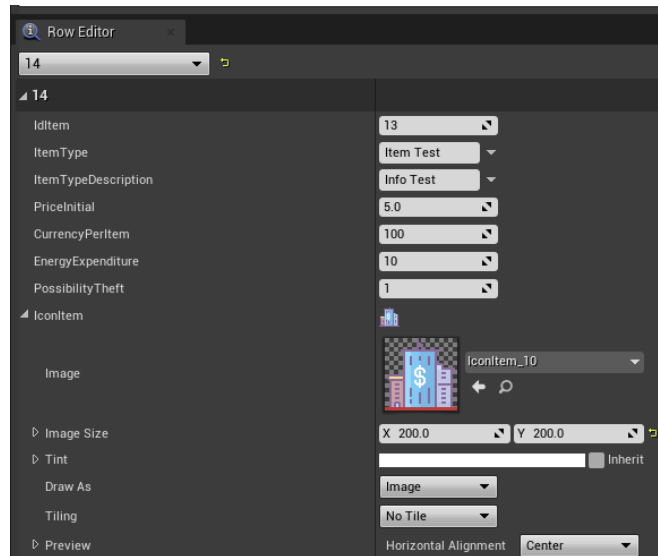 Row Editor
14
14
IdItem 13
ItemType Item Test
ItemTypeDescription Info Test
PriceInitial 5.0
CurrencyPerItem 100
EnergyExpenditure 10
PossibilityTheft 1
IconItem
Image IconItem_10
Image Size X 200.0 Y 200.0
Tint Inherit
Draw As Image
Tiling No Tile
Preview Horizontal Alignment Center